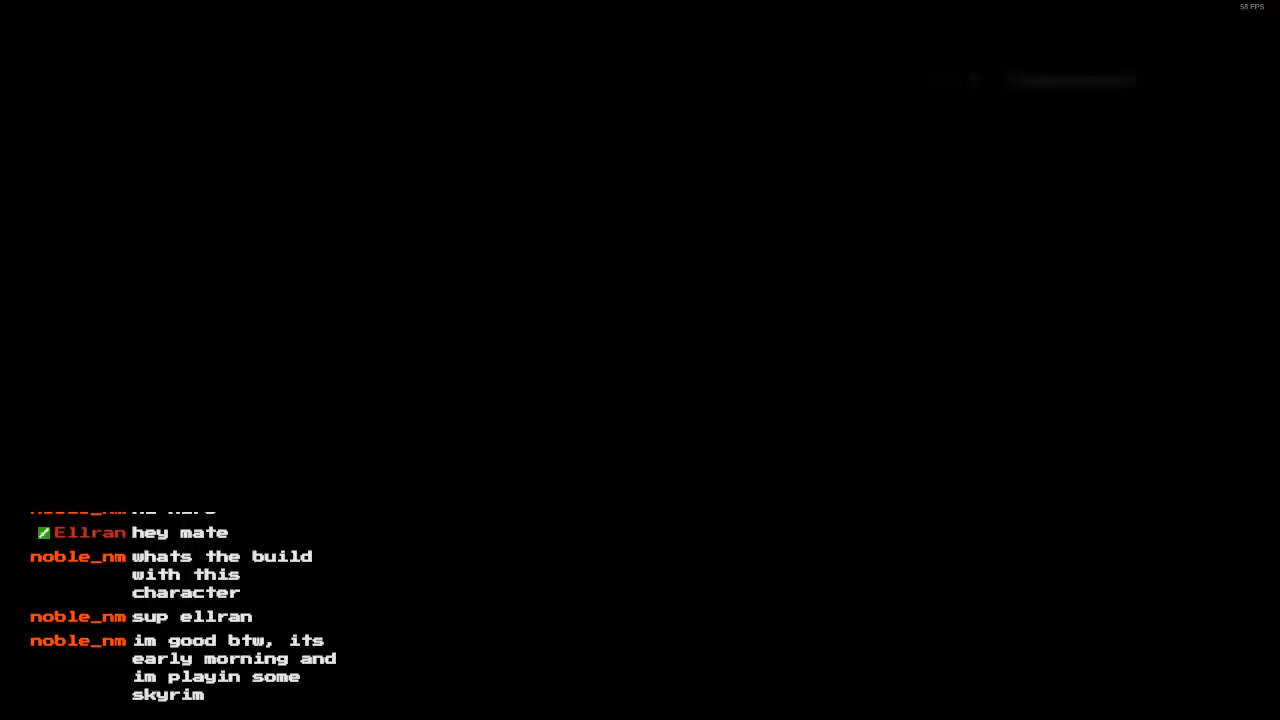 58 FPS
Ellran hey mate
noble_nm whats the build
with this
character
noble_nm sup ellran
noble_nm im good btw, its
early morning and
im playin some
skyrim